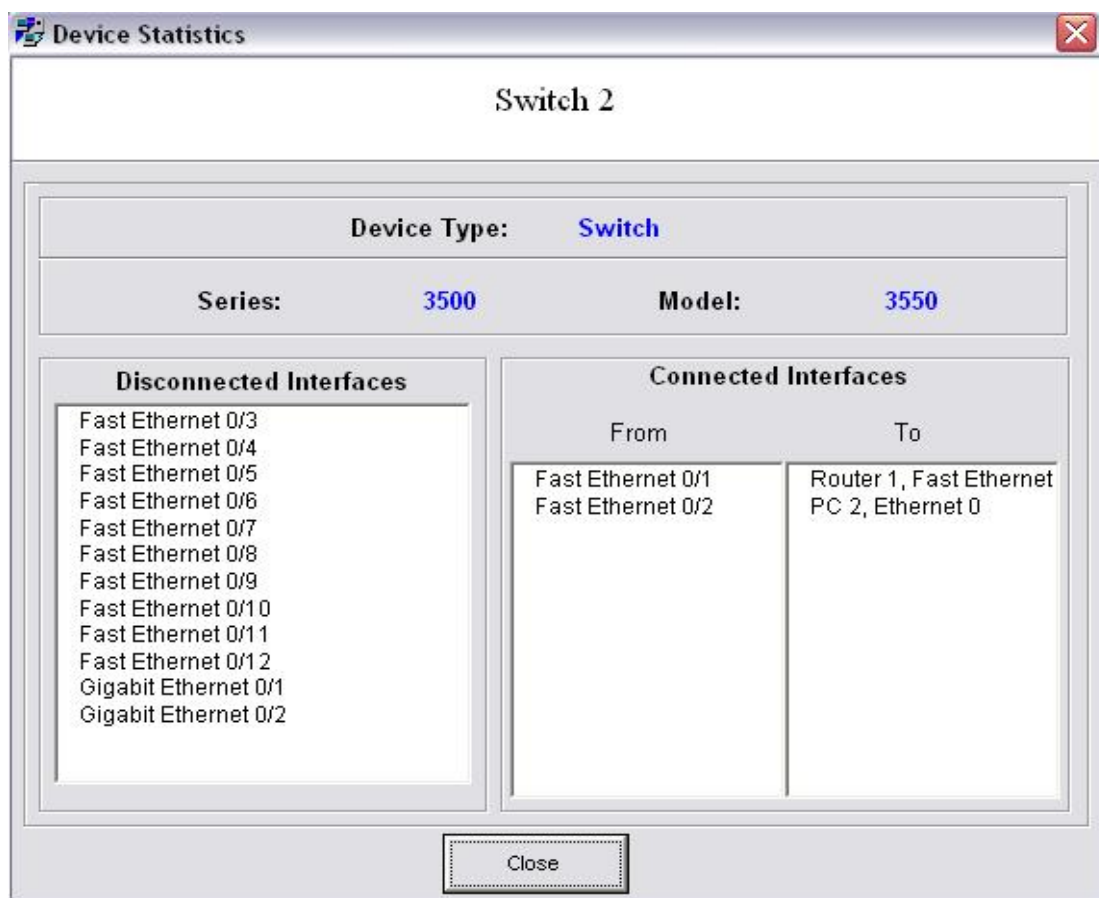 Device Statistics
Switch 2
Device Type: Switch
Series: 3500 Model: 3550
Disconnected Interfaces
Fast Ethernet 0/3
Fast Ethernet 0/4
Fast Ethernet 0/5
Fast Ethernet 0/6
Fast Ethernet 0/7
Fast Ethernet 0/8
Fast Ethernet 0/9
Fast Ethernet 0/10
Fast Ethernet 0/11
Fast Ethernet 0/12
Gigabit Ethernet 0/1
Gigabit Ethernet 0/2
Connected Interfaces
From To
Fast Ethernet 0/1 Router 1, Fast Ethernet
Fast Ethernet 0/2 PC 2, Ethernet 0
Close